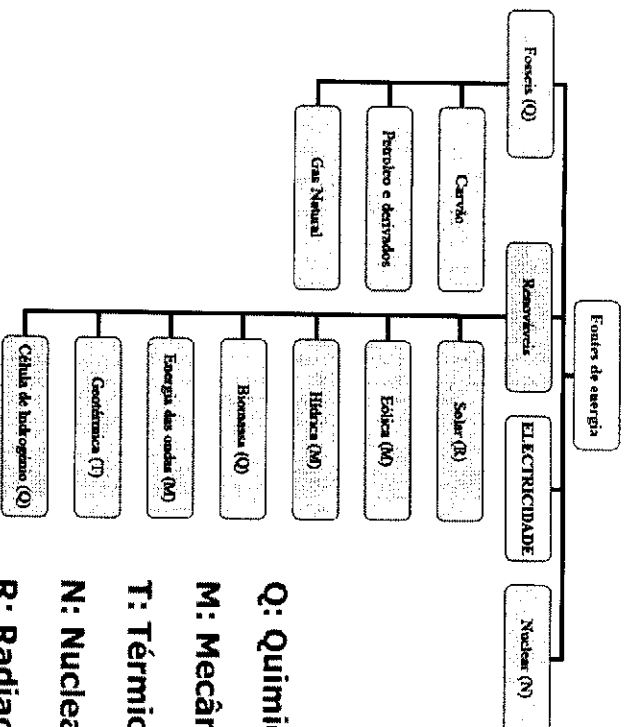 Fontes de energia
Fosseis (Q)
Renováveis
ELECTRICIDADE
Nuclear (N)
Carvão
Petroleo e derivados
Gas Natural
Solar (R)
Eólica (M)
Hídrica (M)
Biomassa (Q)
Energia das ondas (M)
Geotérmica (T)
Célula de hidrogénio (Q)
Q: Quimi
M: Mecân
T: Térmic
N: Nuclea
R: Radiac